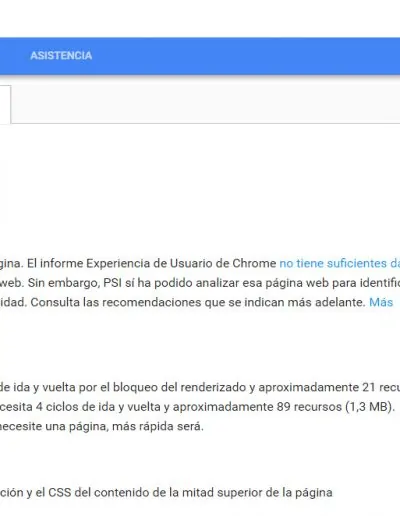 ASISTENCIA
gina. El informe Experiencia de Usuario de Chrome no tiene suficientes da
web. Sin embargo, PSI sí ha podido analizar esa página web para identific
idad. Consulta las recomendaciones que se indican más adelante. Más
de ida y vuelta por el bloqueo del renderizado y aproximadamente 21 recu
cesita 4 ciclos de ida y vuelta y aproximadamente 89 recursos (1,3 MB).
necesite una página, más rápida será.
ción y el CSS del contenido de la mitad superior de la página